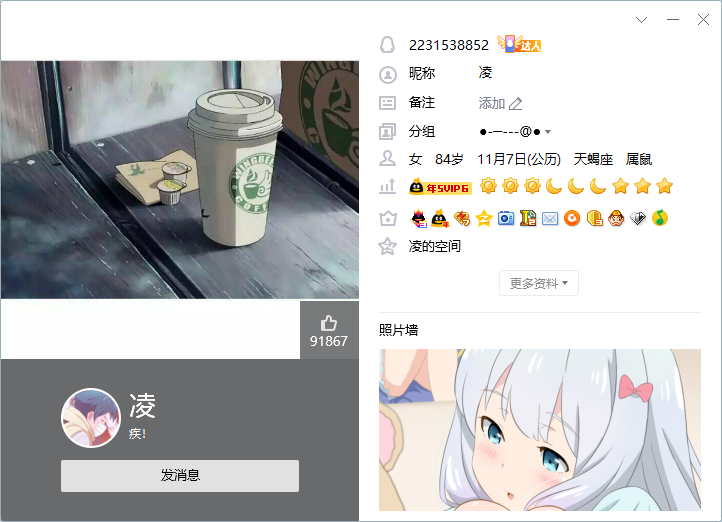 2231538852 达人
昵称 凌
备注 添加
分组 ●-—---@●
女 84岁 11月7日(公历) 天蝎座 属鼠
年SVIP6
凌的空间
更多资料
照片墙
91867
凌
疾!
发消息